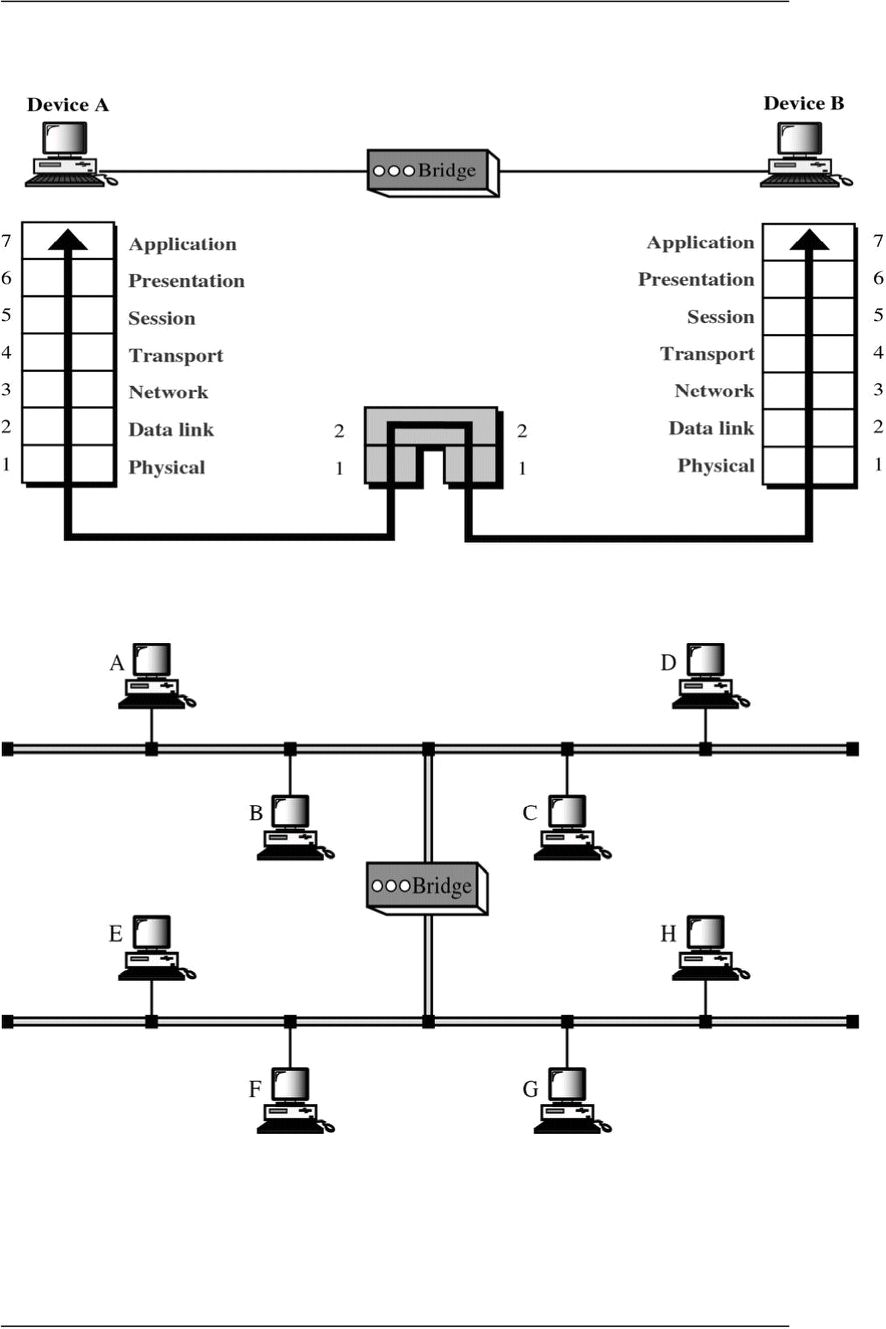 Device A
Device B
Bridge
7 Application
6 Presentation
5 Session
4 Transport
3 Network
2 Data link
1 Physical
2 2
1 1
Application 7
Presentation 6
Session 5
Transport 4
Network 3
Data link 2
Physical 1
A
D
B
C
Bridge
E
H
F
G